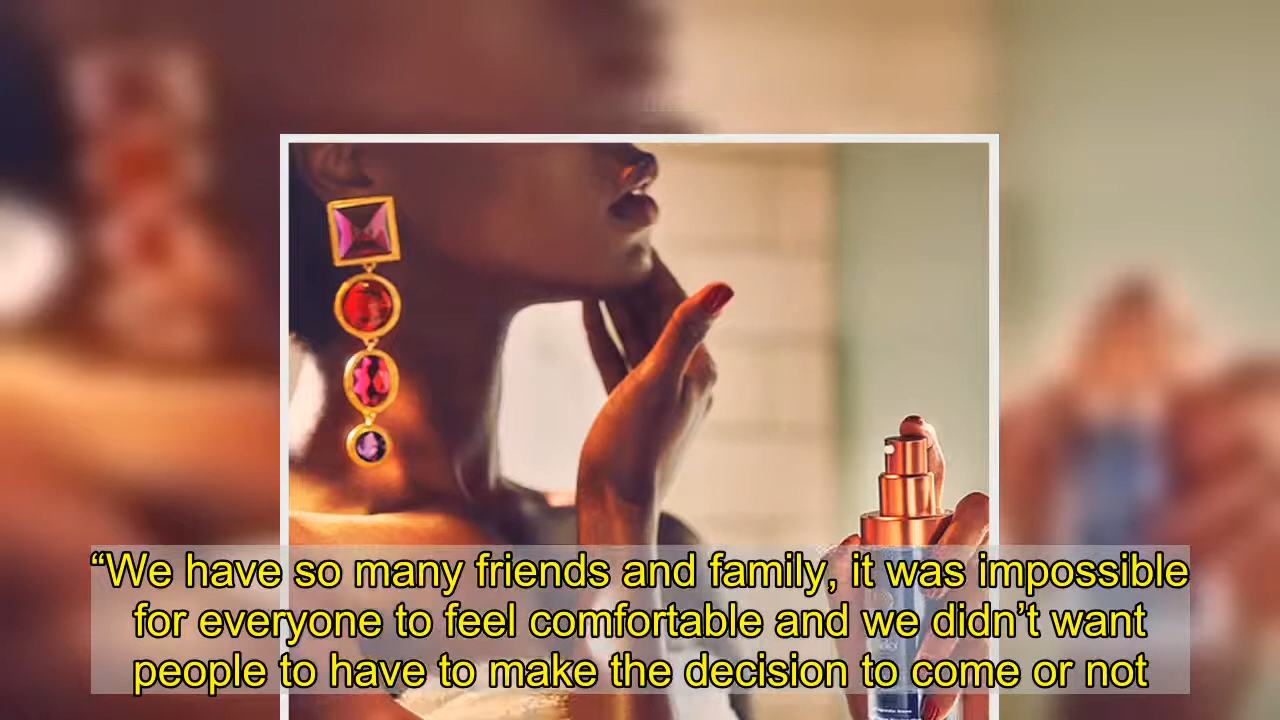 “We have so many friends and family, it was impossible
for everyone to feel comfortable and we didn’t want
people to have to make the decision to come or not